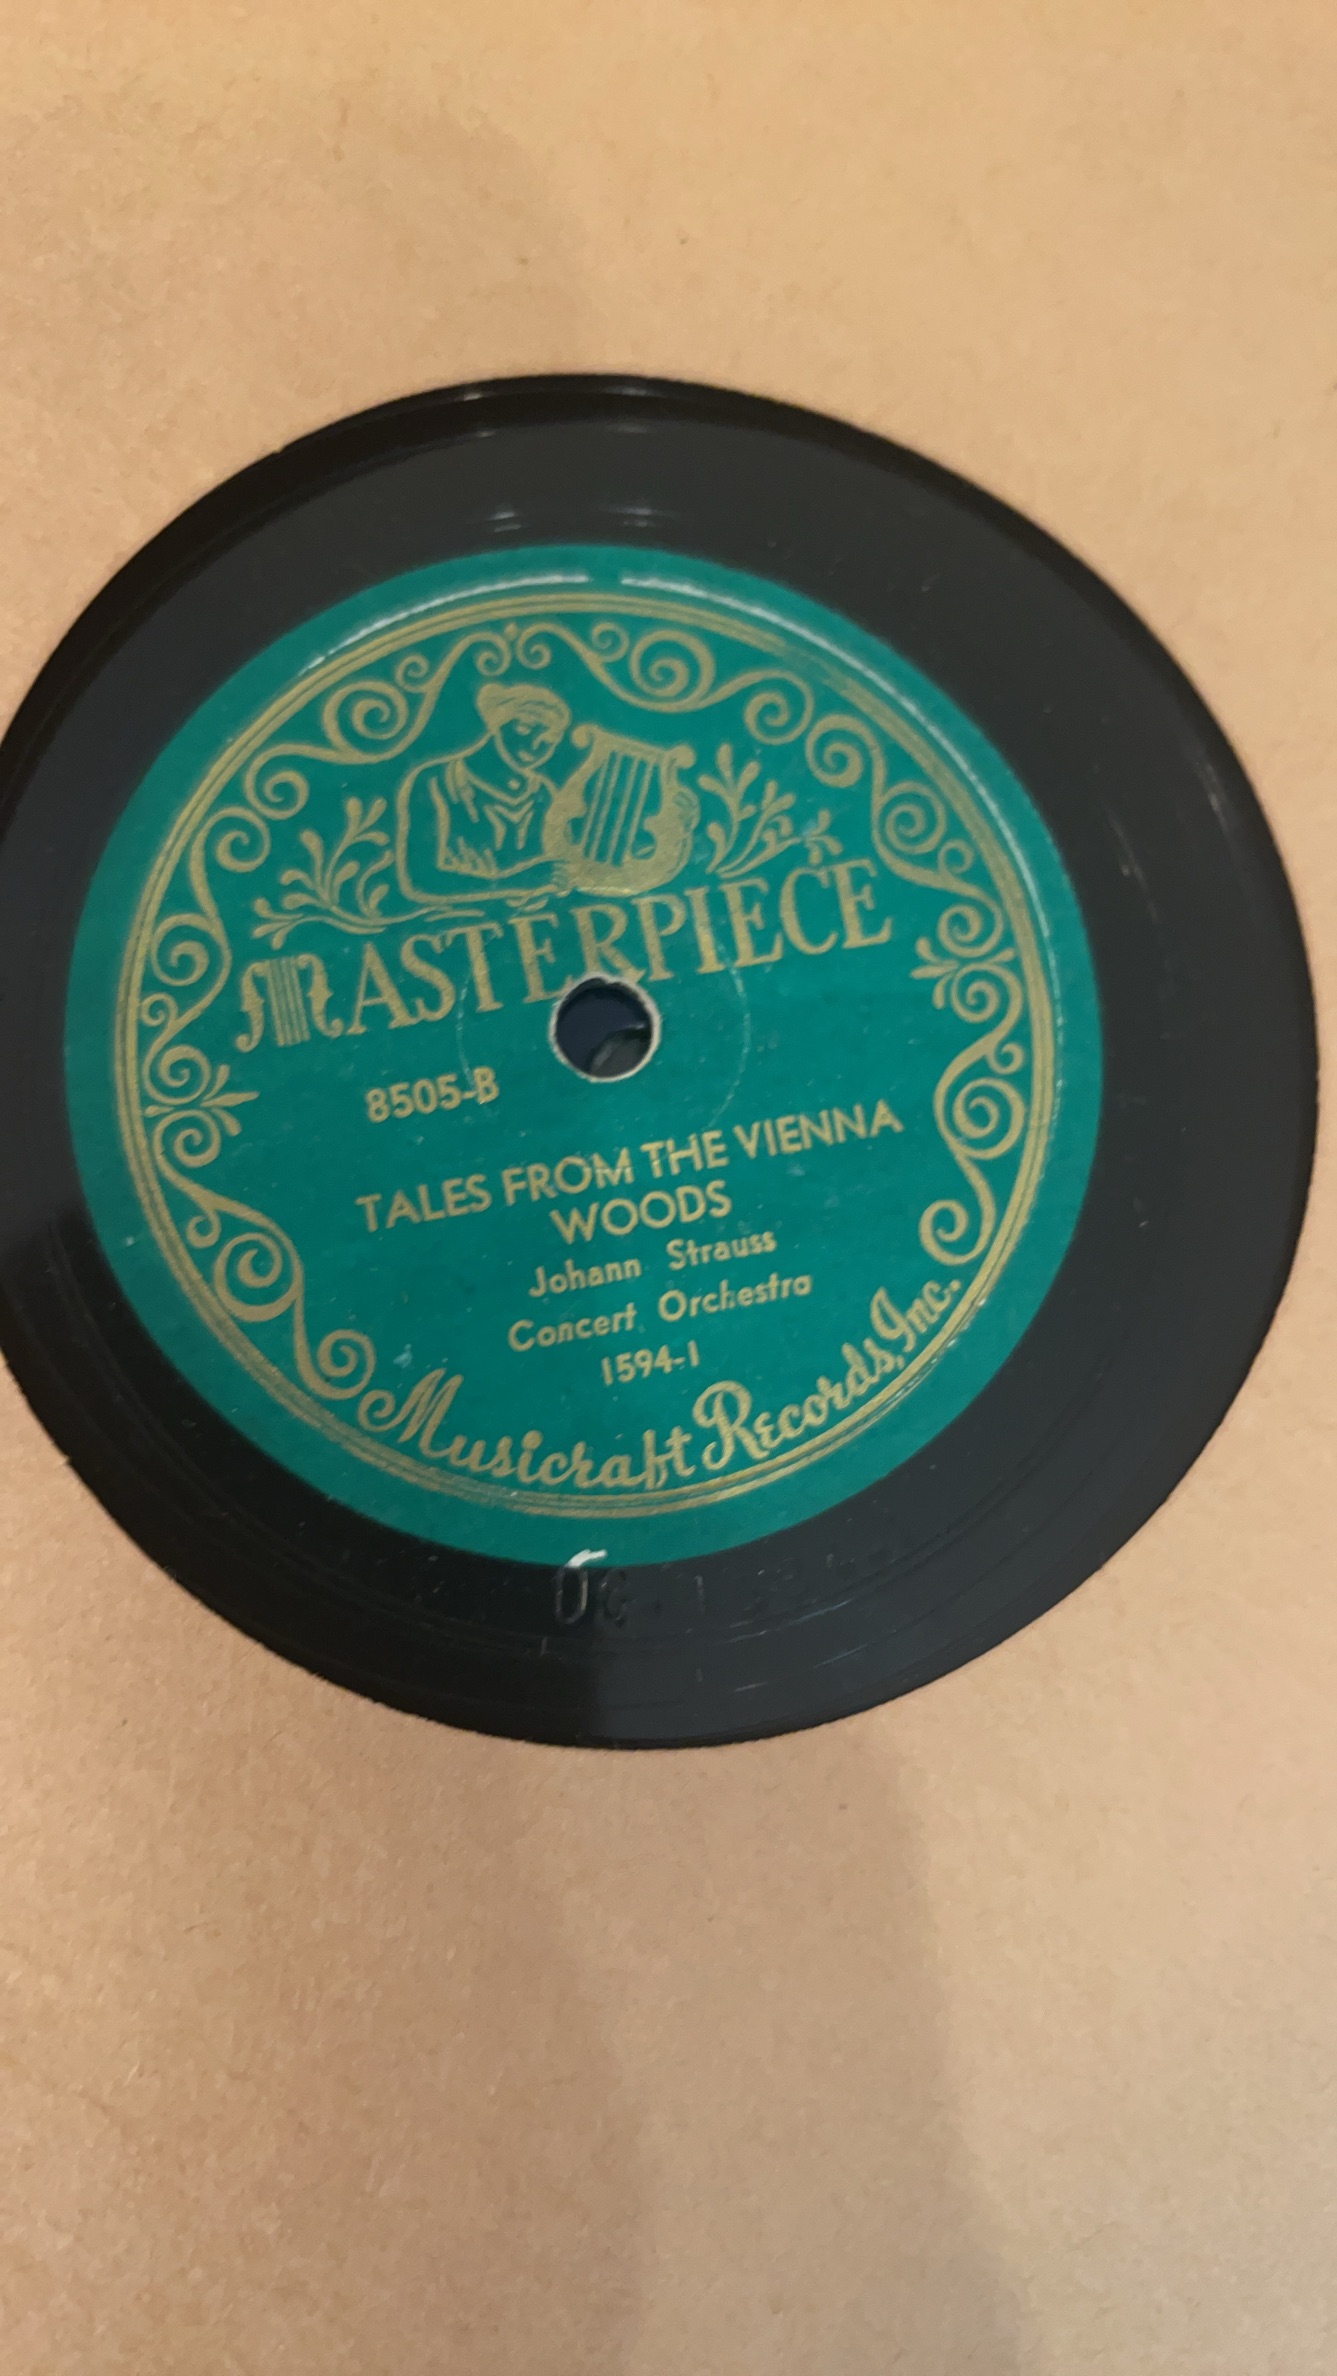 MASTERPIECE
8505-B
TALES FROM THE VIENNA
WOODS
Johann Strauss
Concert Orchestra
1594-1
Musicraft Records, Inc.